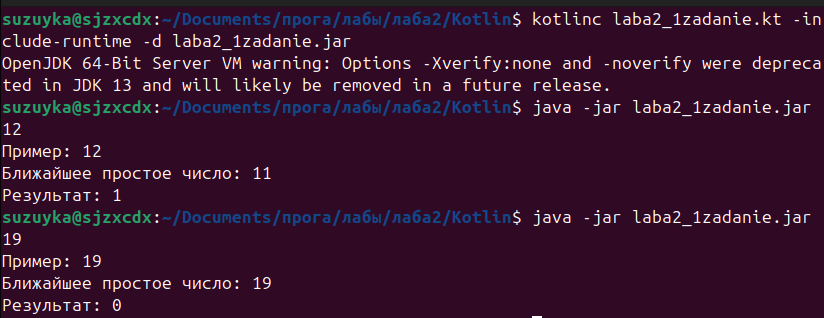 suzuyka@sjzxcdx:~/Documents/прога/лабы/лаба2/Kotlin$ kotlinc laba2_1zadanie.kt -in
clude-runtime -d laba2_1zadanie.jar
OpenJDK 64-Bit Server VM warning: Options -Xverify:none and -noverify were depreca
ted in JDK 13 and will likely be removed in a future release.
suzuyka@sjzxcdx:~/Documents/прога/лабы/лаба2/Kotlin$ java -jar laba2_1zadanie.jar
12
Пример: 12
Ближайшее простое число: 11
Результат: 1
suzuyka@sjzxcdx:~/Documents/прога/лабы/лаба2/Kotlin$ java -jar laba2_1zadanie.jar
19
Пример: 19
Ближайшее простое число: 19
Результат: 0